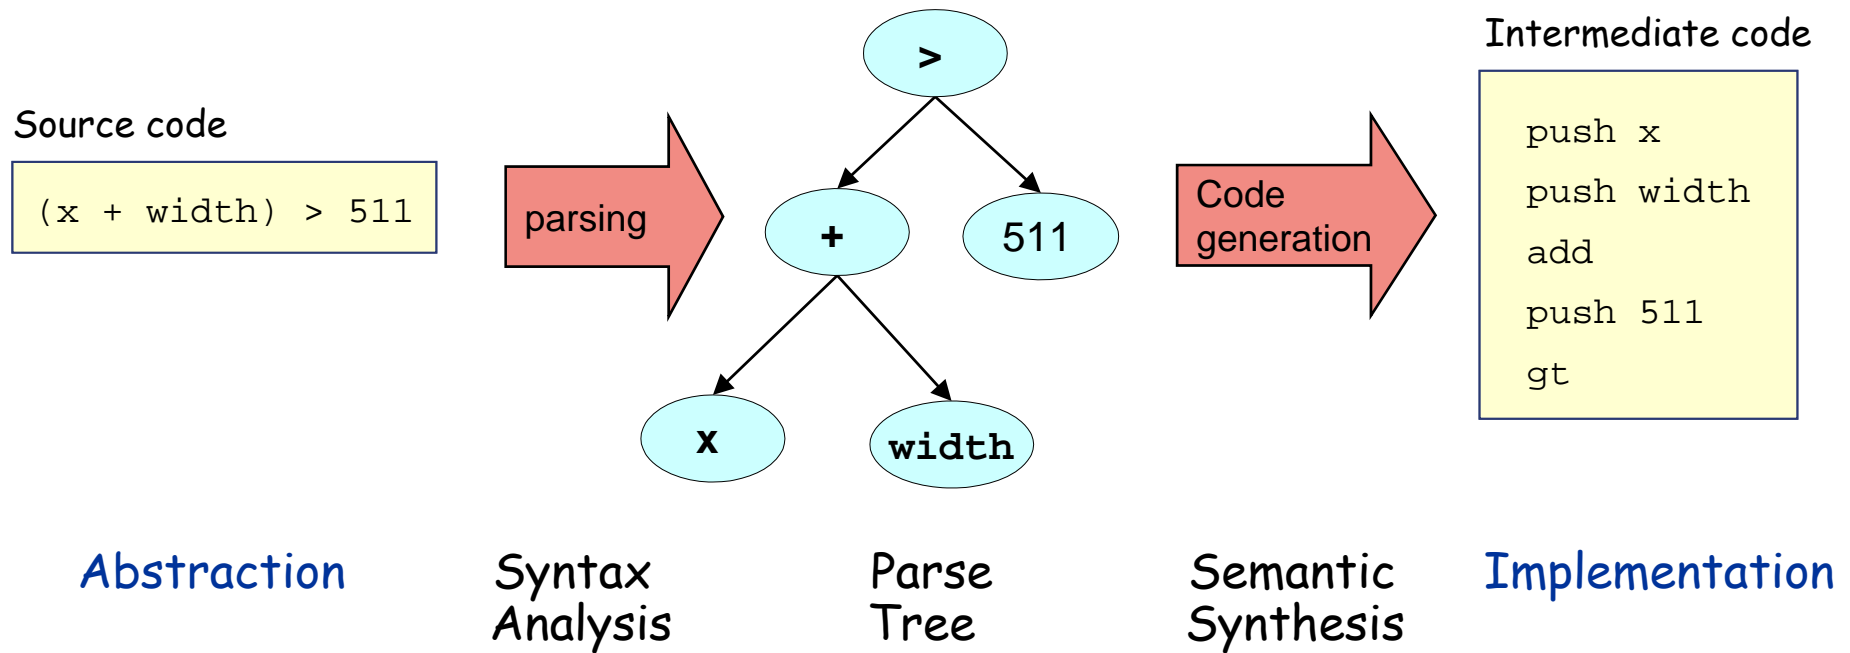 Source code
(x + width) > 511
parsing
>
+
511
x
width
Code
generation
Intermediate code
push x
push width
add
push 511
gt
Abstraction
Syntax
Analysis
Parse
Tree
Semantic
Synthesis
Implementation